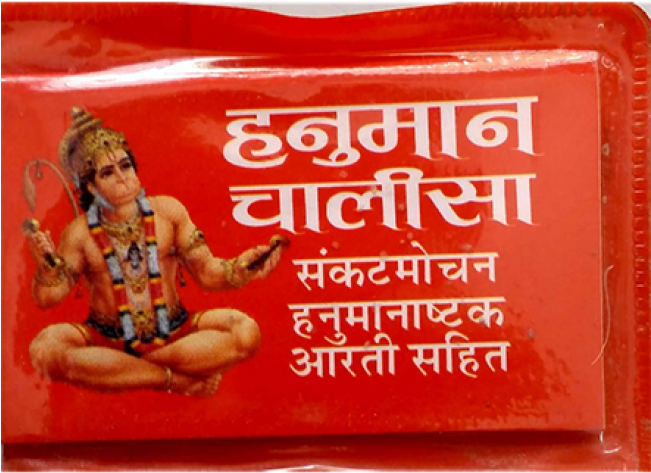 हनुमान
चालीसा
संकटमोचन
हनुमानाष्टक
आरती सहित